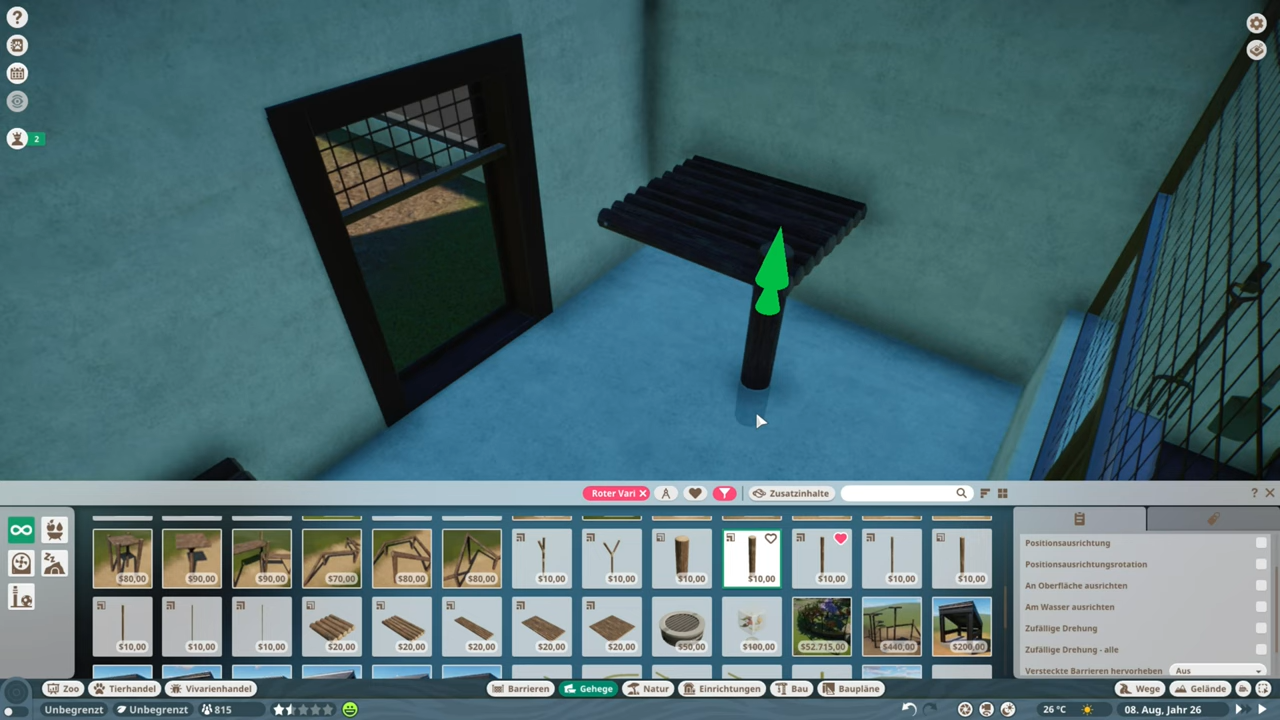 ?
2
Roter Vari ✕
Zusatzinhalte
? ✕
$80,00 $90,00 $90,00 $70,00 $80,00 $80,00 $10,00 $10,00 $10,00 $10,00 $10,00 $10,00 $10,00
$10,00 $10,00 $10,00 $20,00 $20,00 $20,00 $20,00 $20,00 $50,00 $100,00 $52.715,00 $440,00 $200,00
Positionsausrichtung
Positionsausrichtungsrotation
An Oberfläche ausrichten
Am Wasser ausrichten
Zufällige Drehung
Zufällige Drehung - alle
Versteckte Barrieren hervorheben Aus
Zoo Tierhandel Vivarienhandel Barrieren Gehege Natur Einrichtungen Bau Baupläne Wege Gelände
Unbegrenzt Unbegrenzt 815 26 °C 08. Aug, Jahr 26